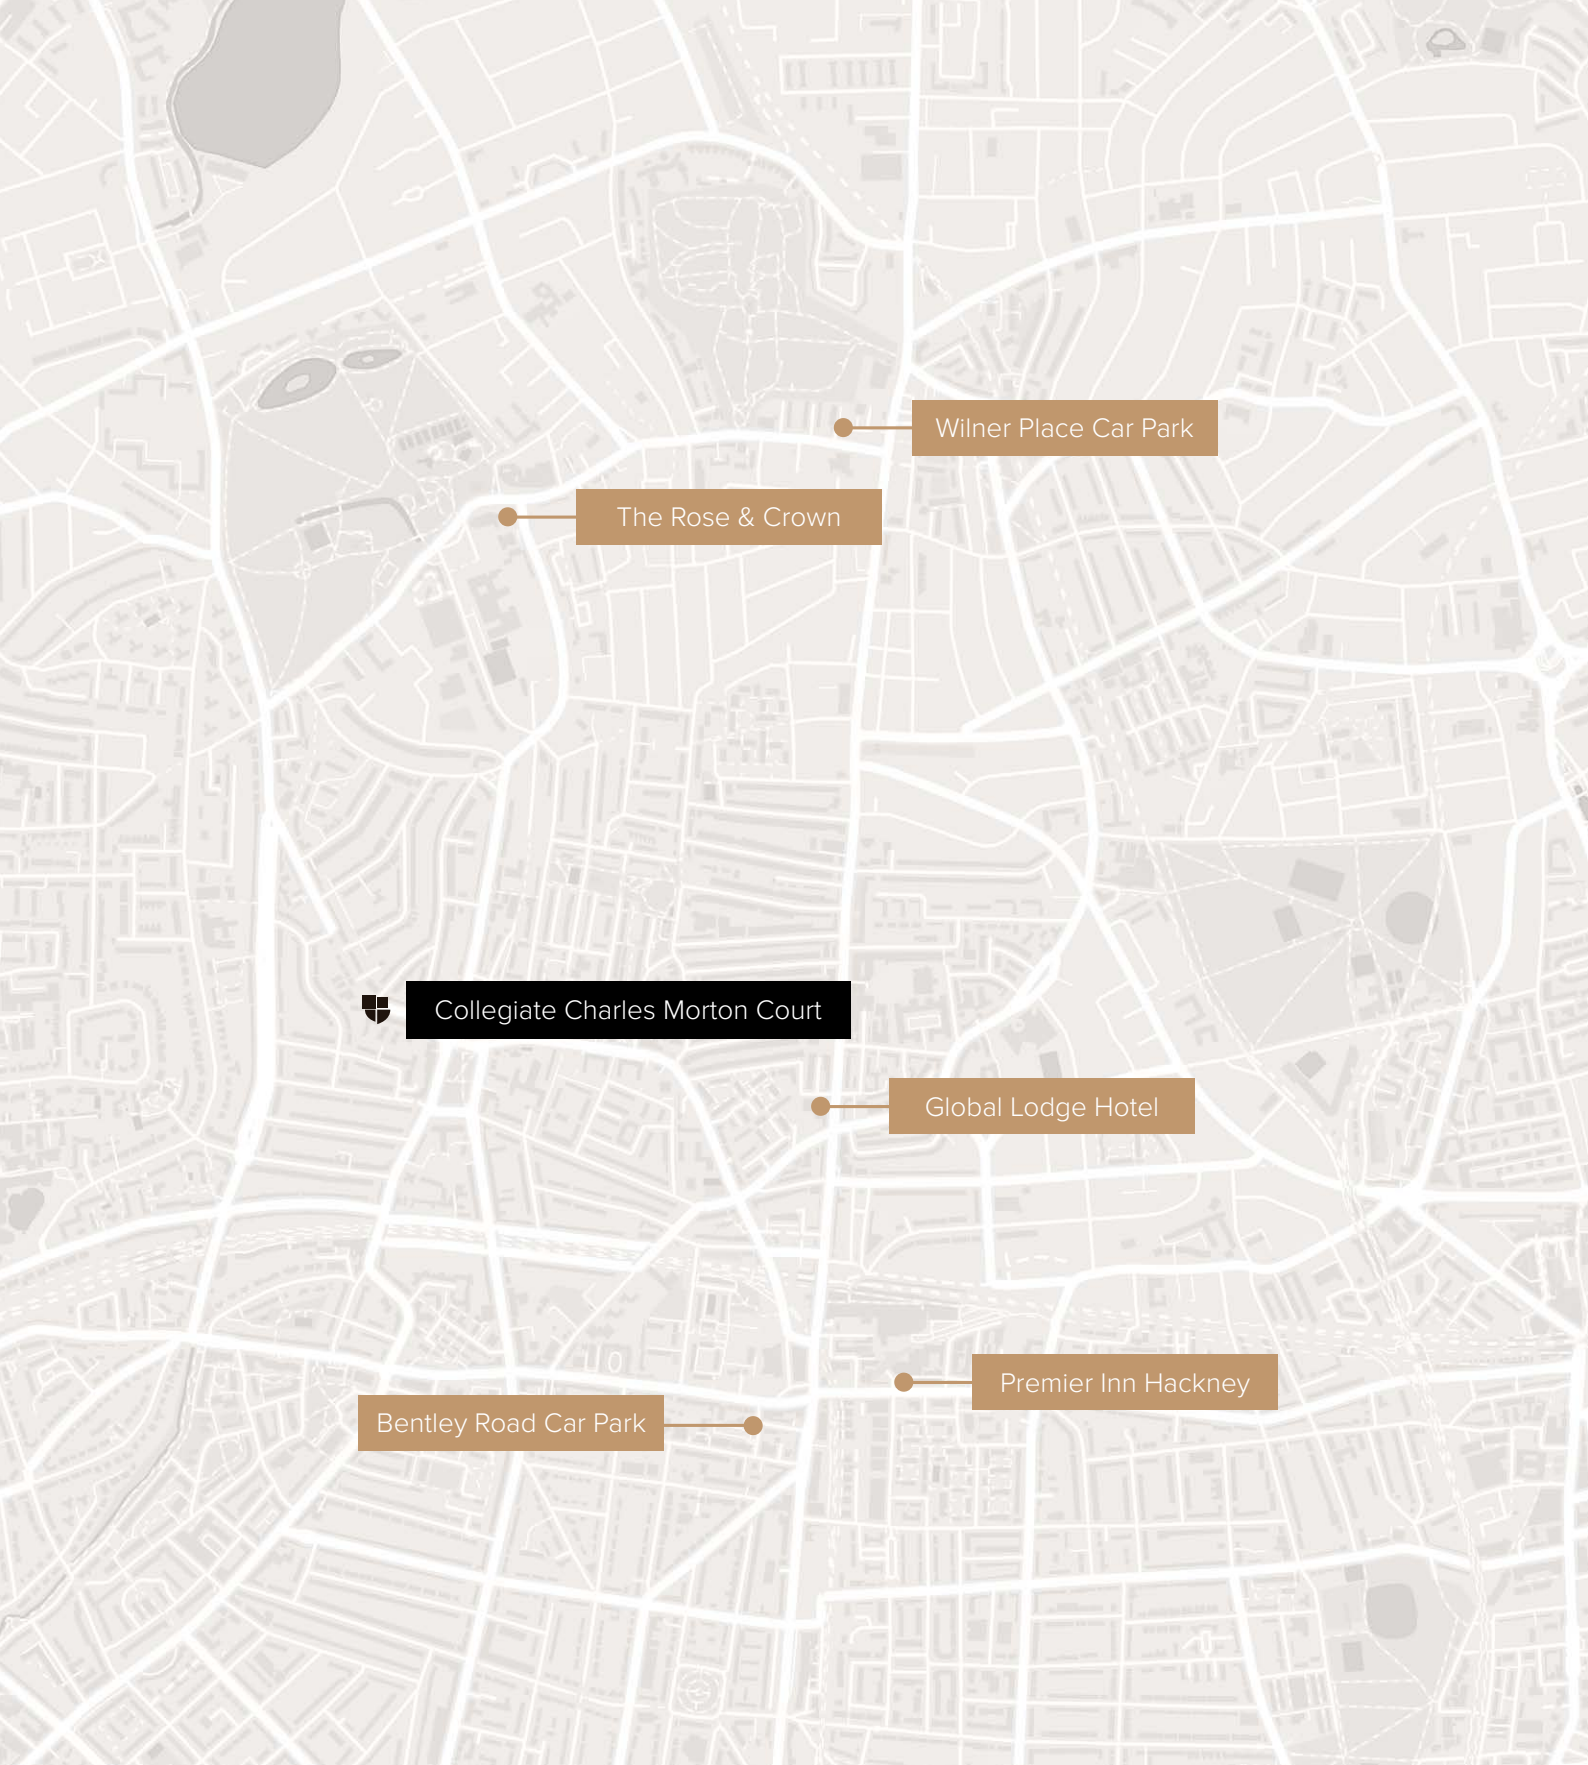 Wilner Place Car Park
The Rose & Crown
Collegiate Charles Morton Court
Global Lodge Hotel
Premier Inn Hackney
Bentley Road Car Park